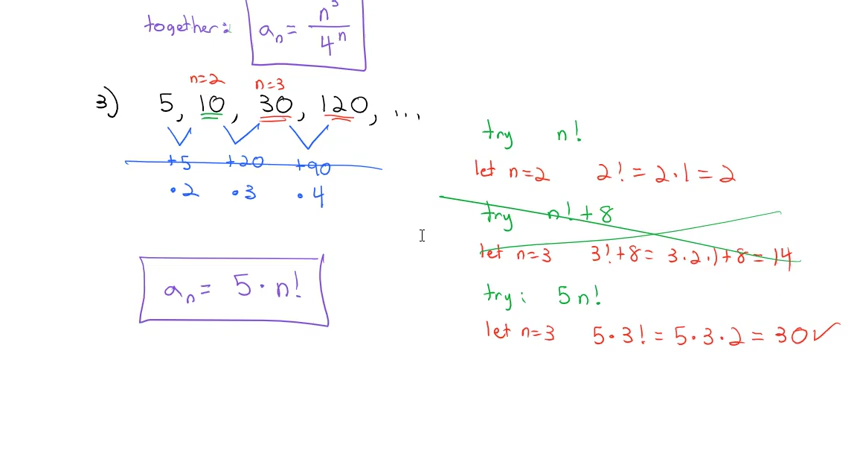 together: aₙ = n³/4ⁿ
n=2 n=3
3) 5, 10, 30, 120, ...
+5 +20 +90
·2 ·3 ·4
aₙ = 5 · n!
try n!
let n=2 2! = 2·1 = 2
try n! + 8
let n=3 3! + 8 = 3·2·1 + 8 = 14
try: 5n!
let n=3 5·3! = 5·3·2 = 30 ✓